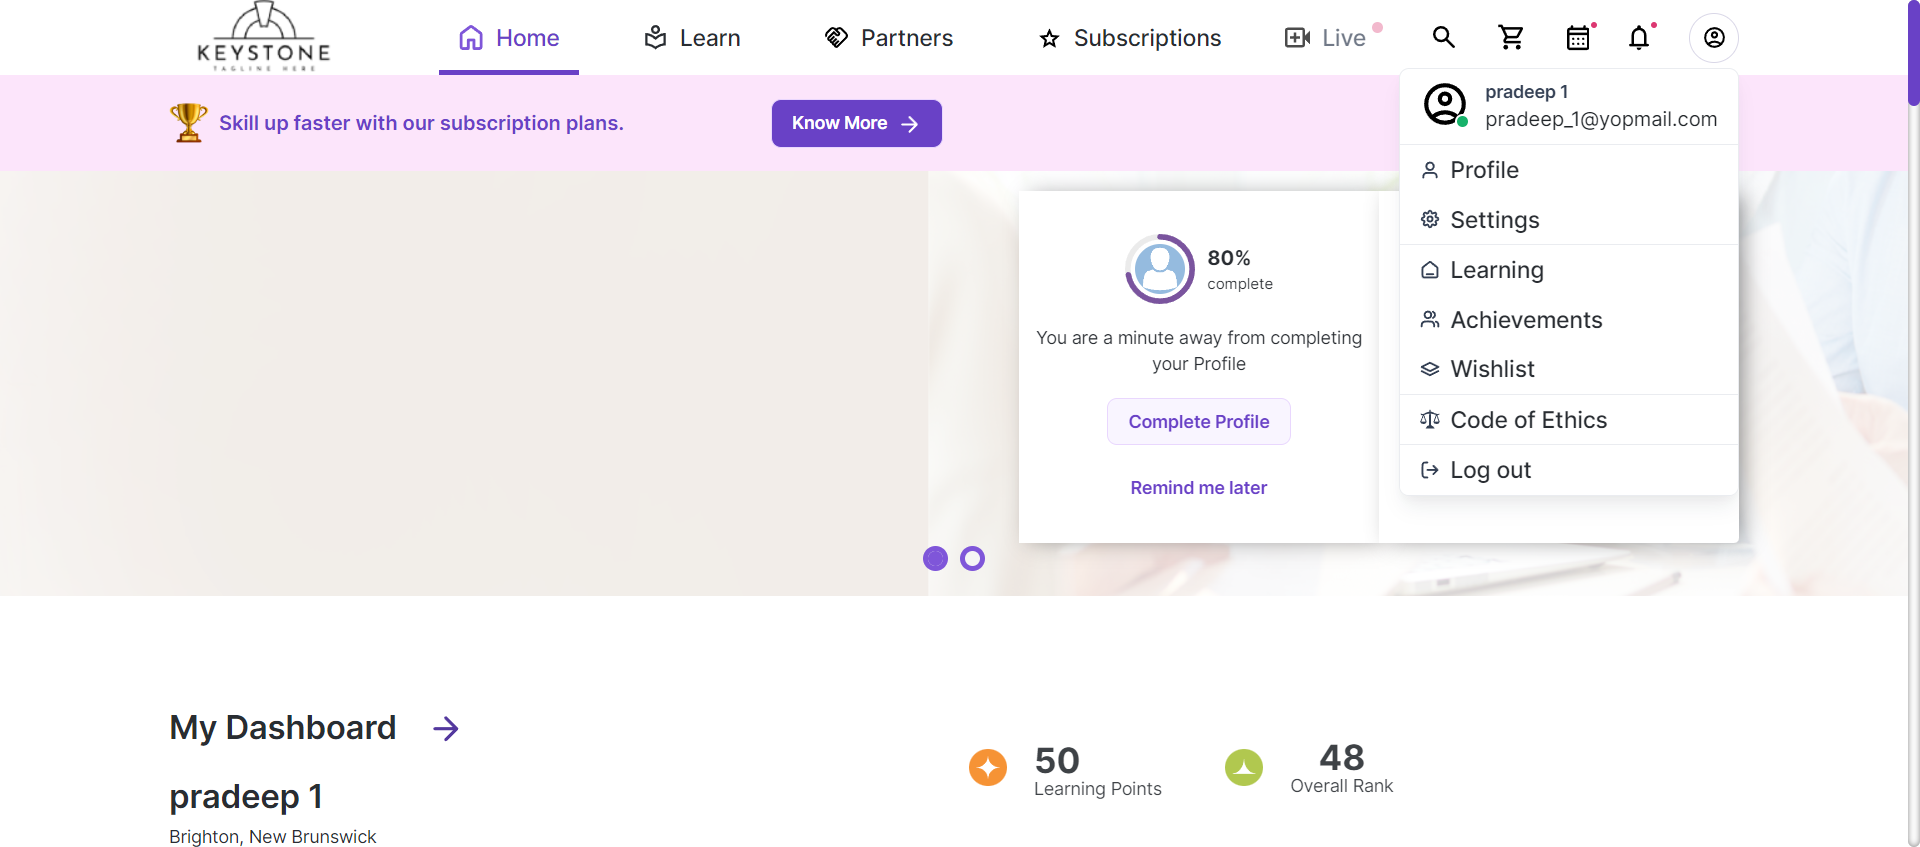 KEYSTONE
TAGLINE HERE
Home
Learn
Partners
Subscriptions
Live
Skill up faster with our subscription plans.
Know More
pradeep 1
pradeep_1@yopmail.com
Profile
Settings
Learning
Achievements
Wishlist
Code of Ethics
Log out
80%
complete
You are a minute away from completing
your Profile
Complete Profile
Remind me later
My Dashboard
pradeep 1
Brighton, New Brunswick
50
Learning Points
48
Overall Rank